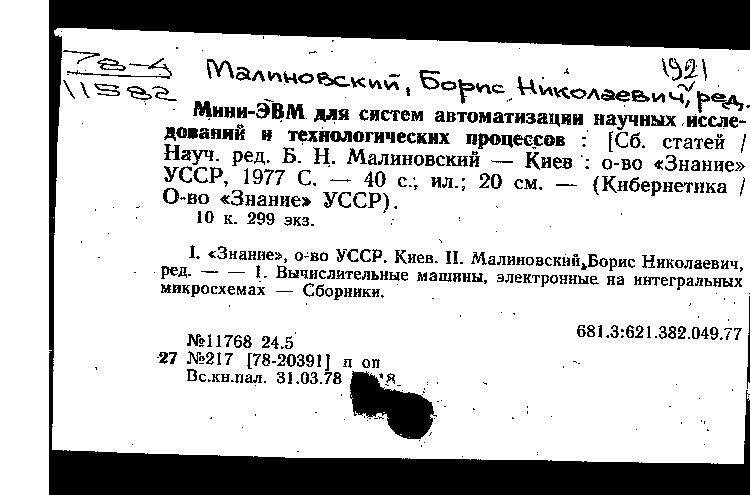 78-4
11582
Малиновский, Борис Николаевич, ред.
1921
Мини-ЭВМ для систем автоматизации научных иссле-
дований и технологических процессов : [Сб. статей /
Науч. ред. Б. Н. Малиновский — Киев : о-во «Знание»
УССР, 1977 С. — 40 с.; ил.; 20 см. — (Кибернетика /
О-во «Знание» УССР).
10 к. 299 экз.
I. «Знание», о-во УССР. Киев. II. Малиновский, Борис Николаевич,
ред. — — 1. Вычислительные машины, электронные на интегральных
микросхемах — Сборники.
681.3:621.382.049.77
№11768 24.5
27 №217 [78-20391] п оп
Вс.кн.пал. 31.03.78